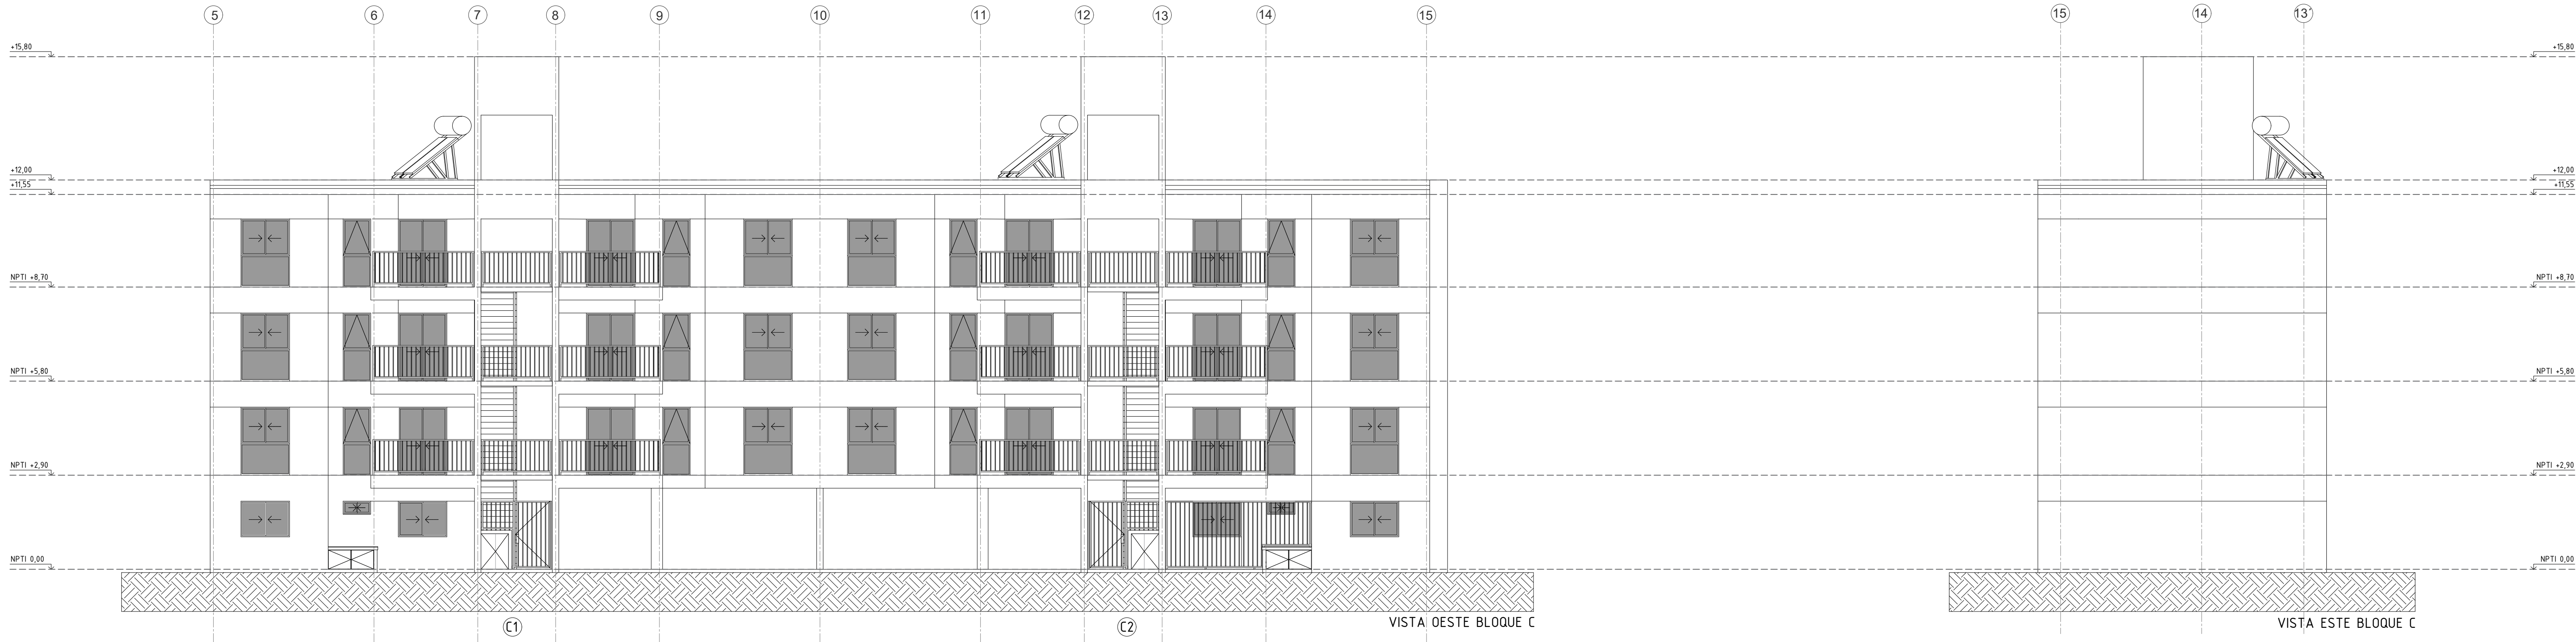 5 6 7 8 9 10 11 12 13 14 15 15 14 13'
+15,80 +15,80
+12,00 +12,00
+11,55 +11,55
NPTI +8,70 NPTI +8,70
NPTI +5,80 NPTI +5,80
NPTI +2,90 NPTI +2,90
NPTI 0,00 NPTI 0,00
C1 C2 VISTA OESTE BLOQUE C VISTA ESTE BLOQUE C